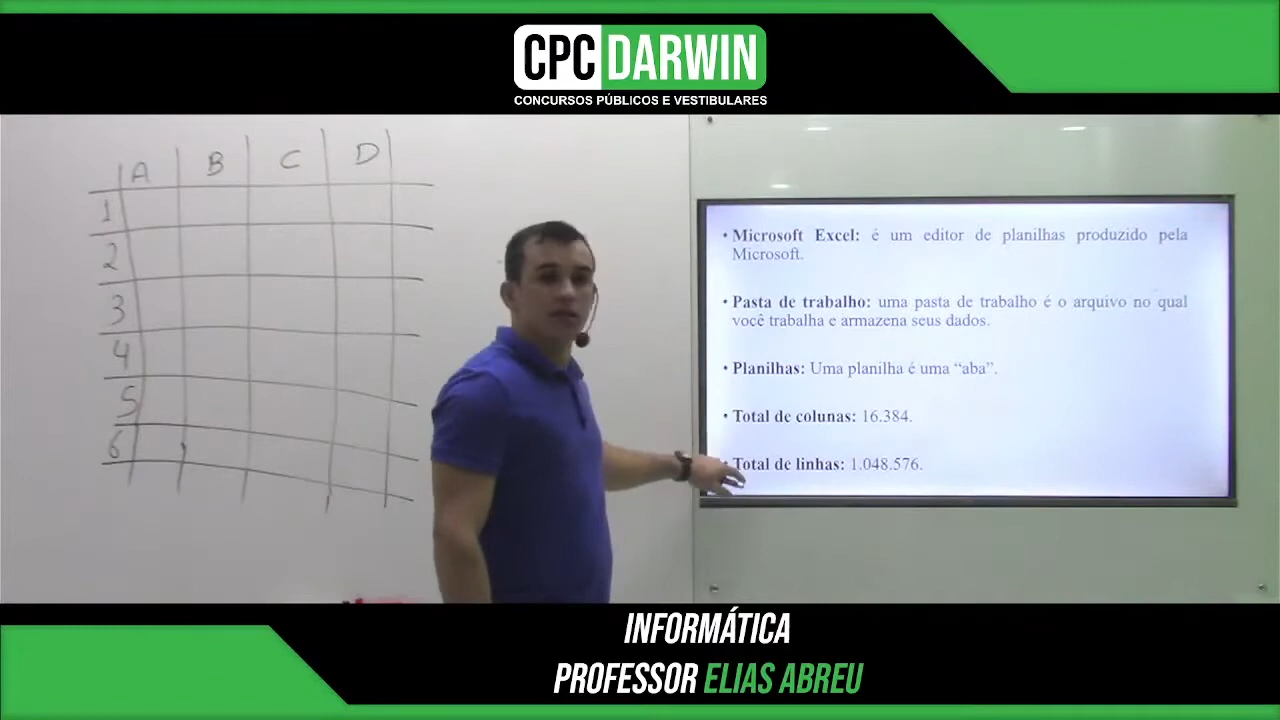 CPC DARWIN
CONCURSOS PÚBLICOS E VESTIBULARES
A B C D
1
2
3
4
5
6
• Microsoft Excel: é um editor de planilhas produzido pela
Microsoft.
• Pasta de trabalho: uma pasta de trabalho é o arquivo no qual
você trabalha e armazena seus dados.
• Planilhas: Uma planilha é uma “aba”.
• Total de colunas: 16.384.
• Total de linhas: 1.048.576.
INFORMÁTICA
PROFESSOR ELIAS ABREU